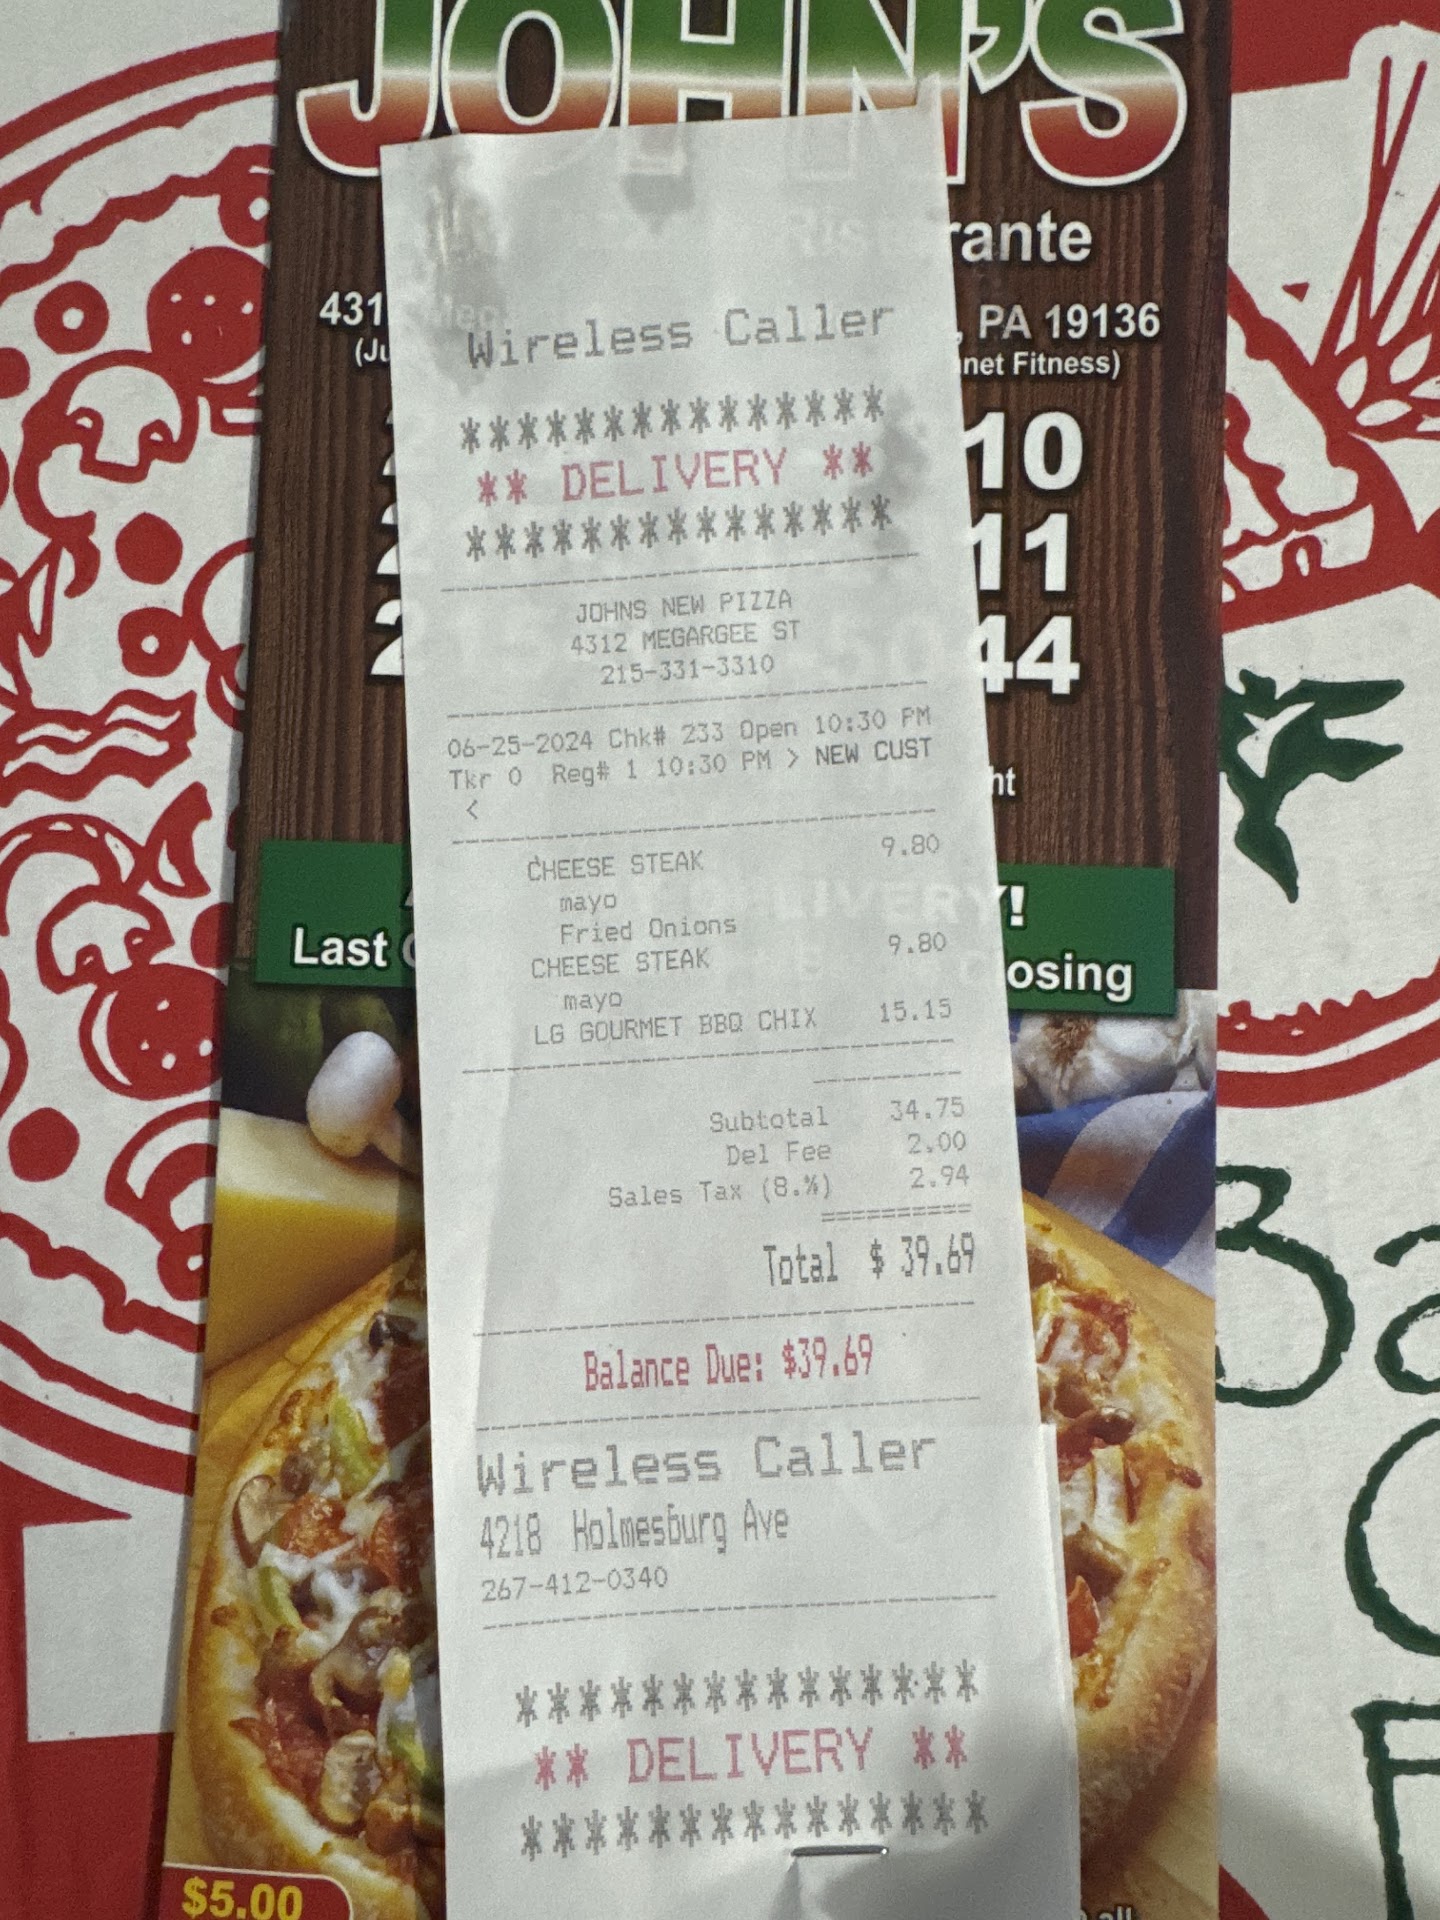 JOHN'S
rante
431 , PA 19136
net Fitness)
10
11
44
Last
osing
Wireless Caller
***************
** DELIVERY **
***************
JOHNS NEW PIZZA
4312 MEGARGEE ST
215-331-3310
06-25-2024 Chk# 233 Open 10:30 PM
Tkr 0 Reg# 1 10:30 PM > NEW CUST
<
CHEESE STEAK 9.80
mayo
Fried Onions
CHEESE STEAK 9.80
mayo
LG GOURMET BBQ CHIX 15.15
Subtotal 34.75
Del Fee 2.00
Sales Tax (8.%) 2.94
==========
Total $ 39.69
Balance Due: $39.69
Wireless Caller
4218 Holmesburg Ave
267-412-0340
***************
** DELIVERY **
***************
$5.00